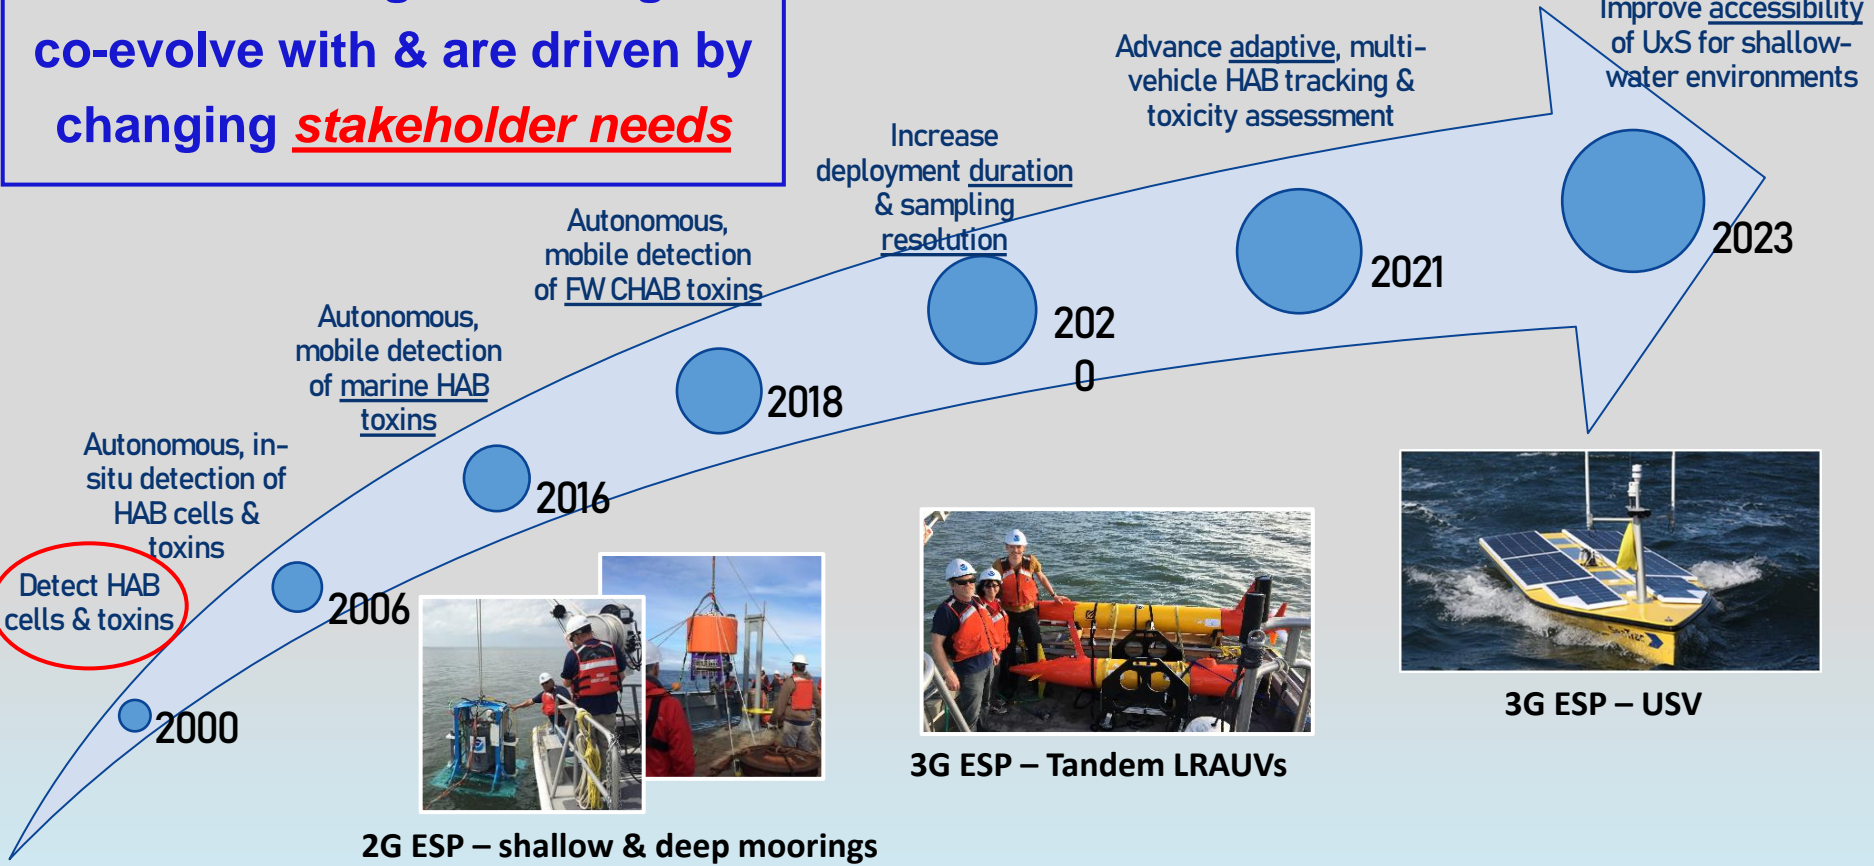 co-evolve with & are driven by
changing stakeholder needs
Improve accessibility
of UxS for shallow-
water environments
Advance adaptive, multi-
vehicle HAB tracking &
toxicity assessment
Increase
deployment duration
& sampling
resolution
Autonomous,
mobile detection
of FW CHAB toxins
Autonomous,
mobile detection
of marine HAB
toxins
Autonomous, in-
situ detection of
HAB cells &
toxins
Detect HAB
cells & toxins
2000
2006
2016
2018
202
0
2021
2023
2G ESP – shallow & deep moorings
3G ESP – Tandem LRAUVs
3G ESP – USV